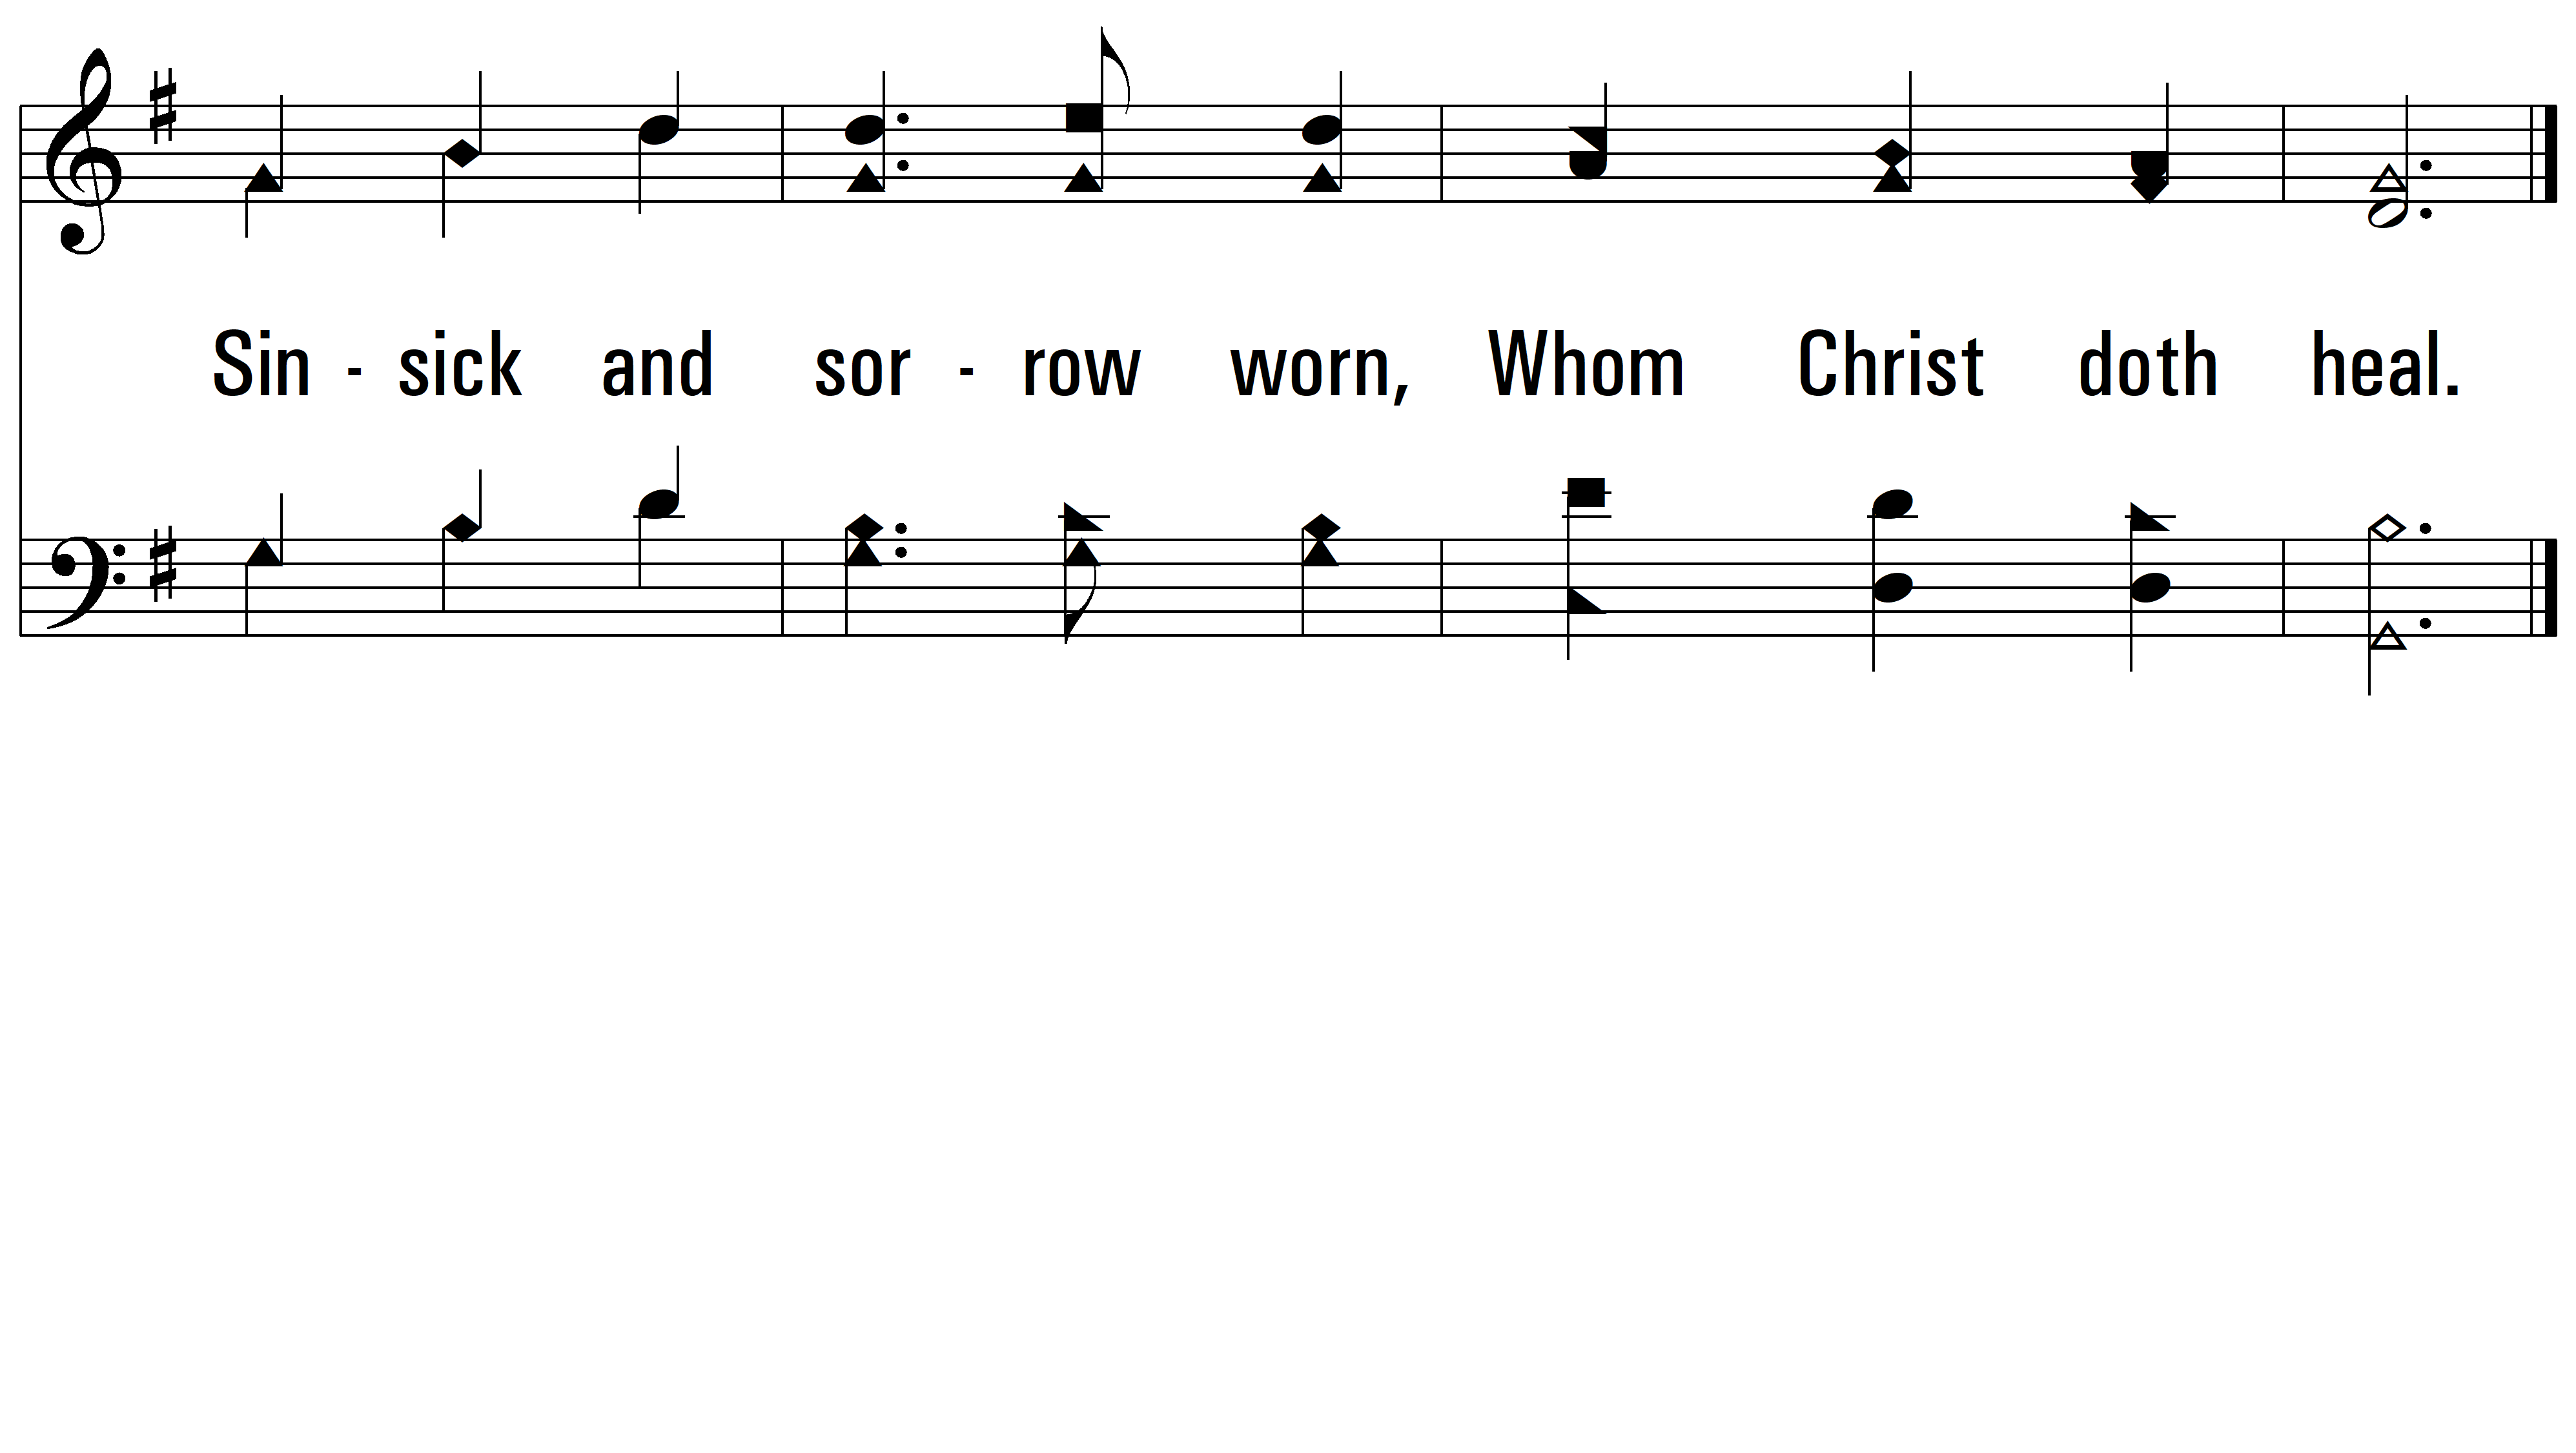 Sin - sick and sor - row worn, Whom Christ doth heal.